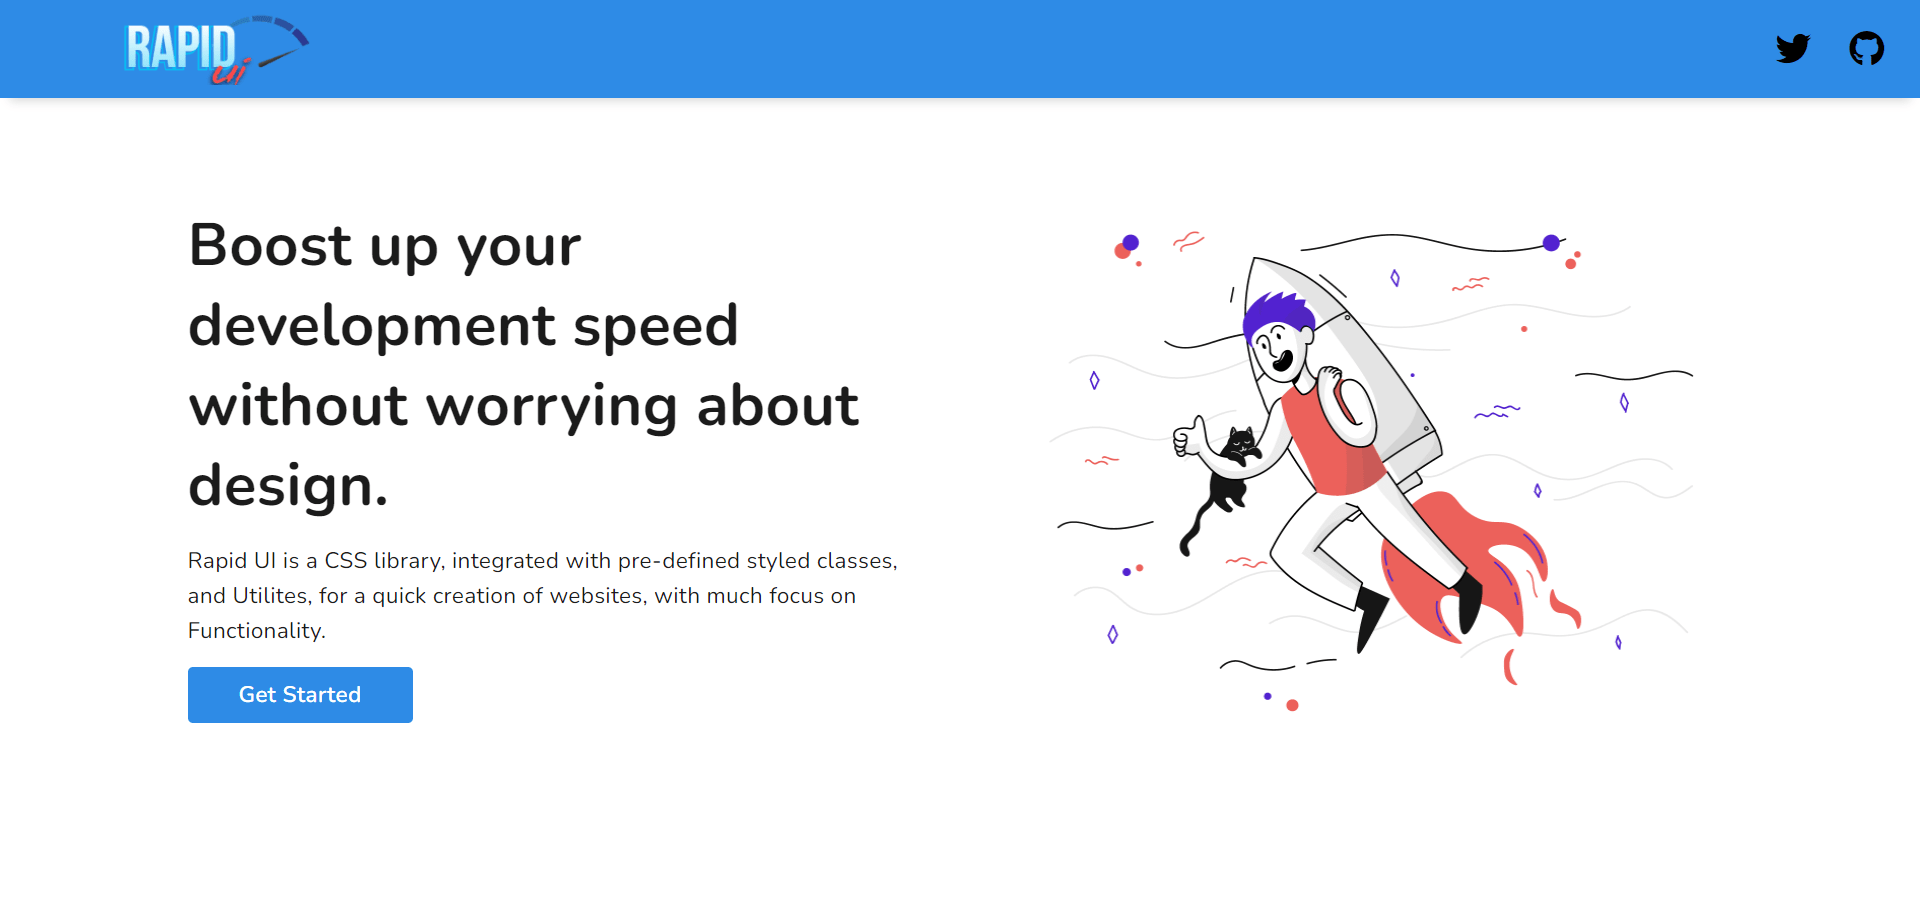 RAPID
ui
Boost up your
development speed
without worrying about
design.
Rapid UI is a CSS library, integrated with pre-defined styled classes,
and Utilites, for a quick creation of websites, with much focus on
Functionality.
Get Started